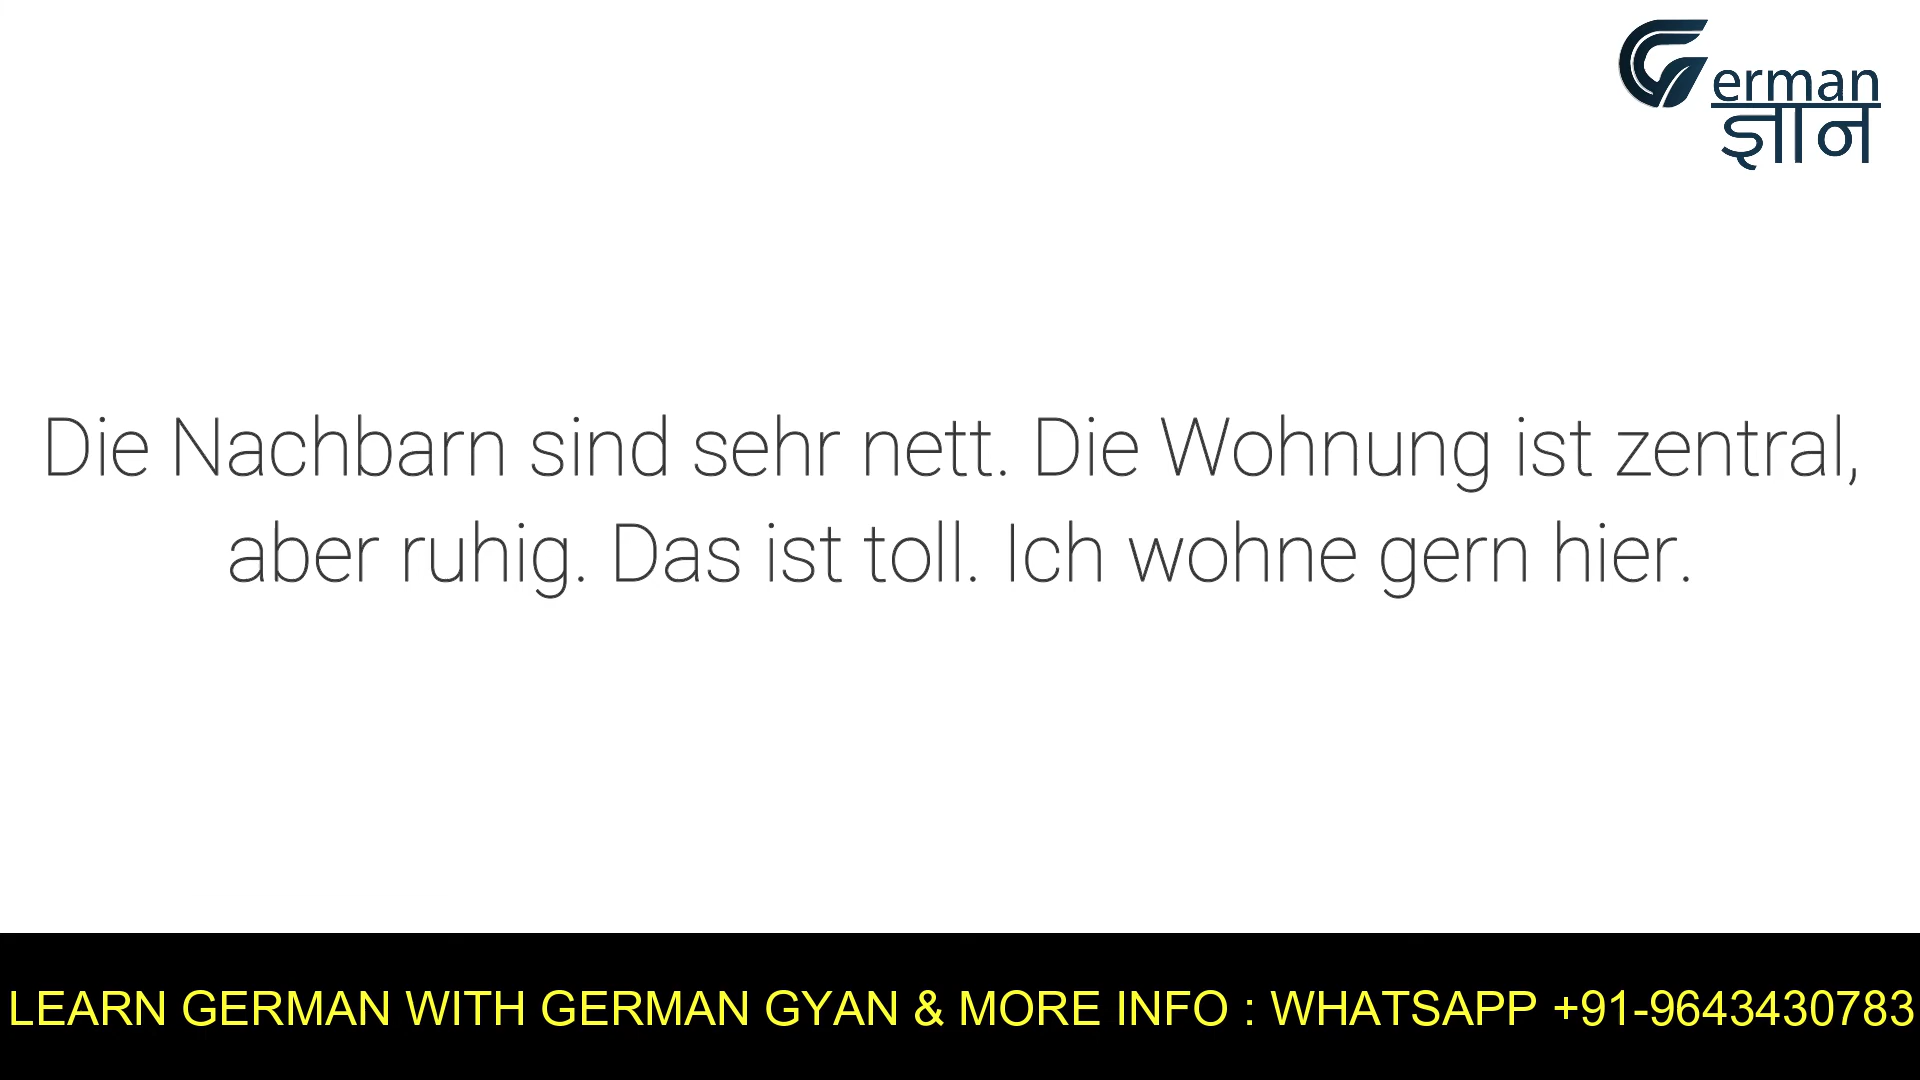 German
ज्ञान
Die Nachbarn sind sehr nett. Die Wohnung ist zentral,
aber ruhig. Das ist toll. Ich wohne gern hier.
LEARN GERMAN WITH GERMAN GYAN & MORE INFO : WHATSAPP +91-9643430783